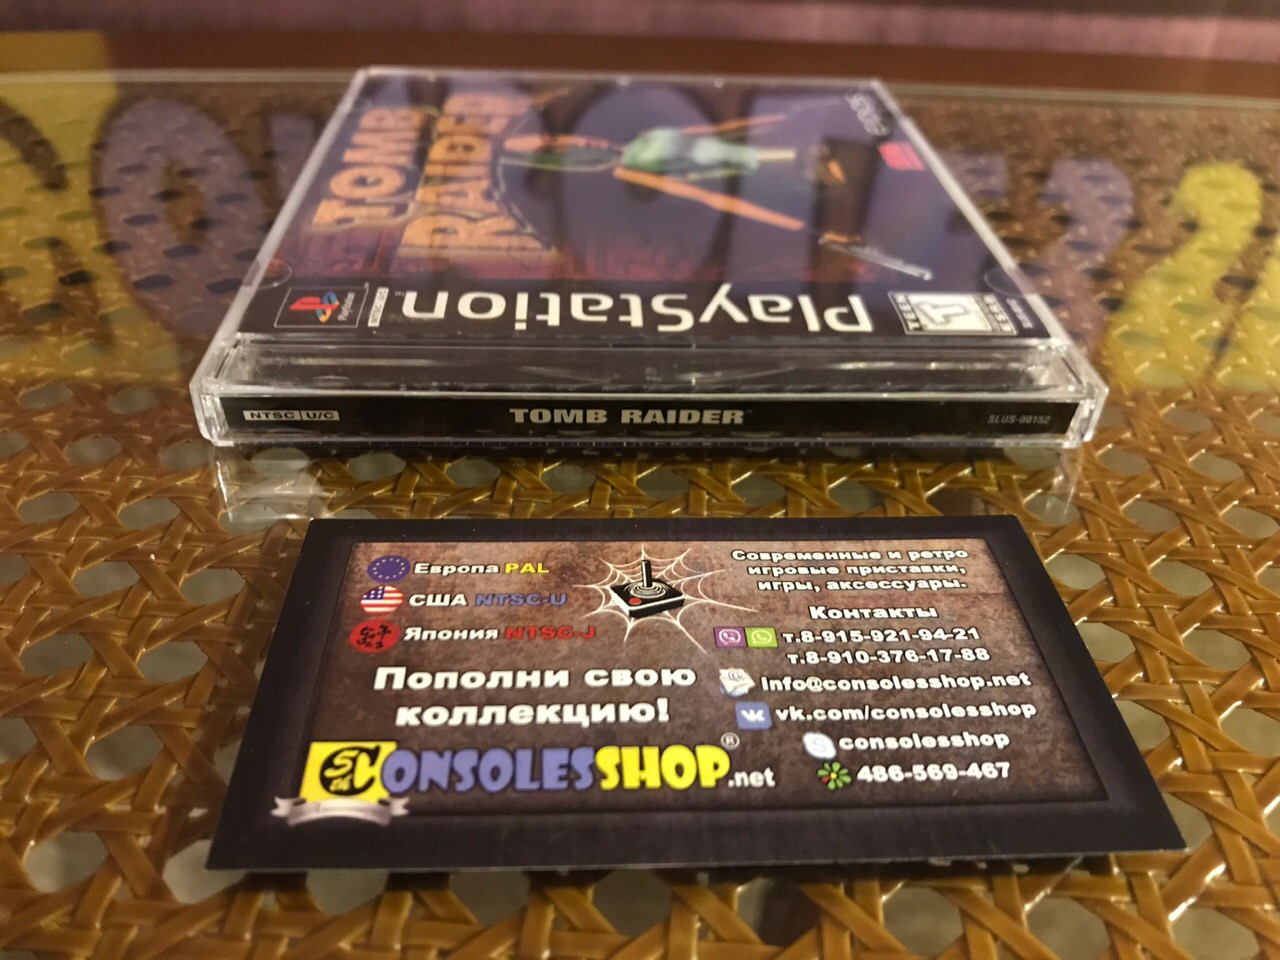 TOMB
RAIDER
EIDOS
PlayStation
NTSC U/C
TOMB RAIDER™
SLUS-00152
Европа PAL
США NTSC-U
Япония NTSC-J
Пополни свою
коллекцию!
CONSOLESSHOP®.net
Современные и ретро
игровые приставки,
игры, аксессуары.
Контакты
т.8-915-921-94-21
т.8-910-376-17-88
info@consolesshop.net
vk.com/consolesshop
consolesshop
486-569-467